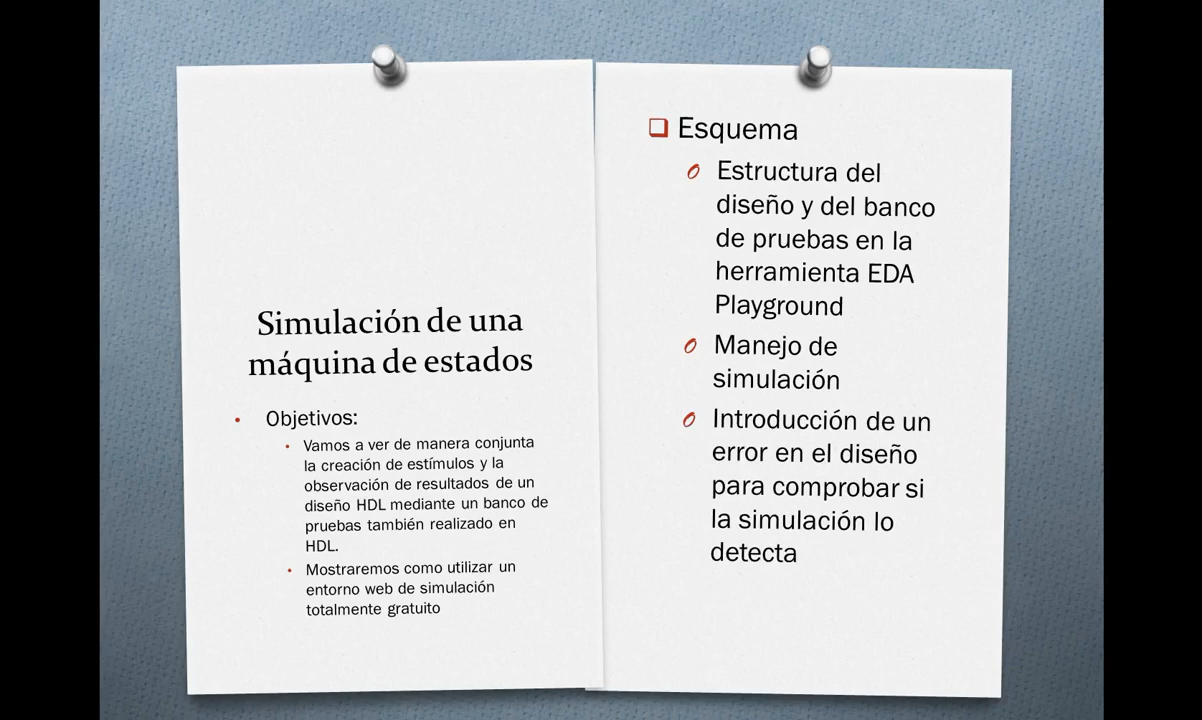 Simulación de una
máquina de estados
Objetivos:
Vamos a ver de manera conjunta
la creación de estímulos y la
observación de resultados de un
diseño HDL mediante un banco de
pruebas también realizado en
HDL.
Mostraremos como utilizar un
entorno web de simulación
totalmente gratuito
Esquema
Estructura del
diseño y del banco
de pruebas en la
herramienta EDA
Playground
Manejo de
simulación
Introducción de un
error en el diseño
para comprobar si
la simulación lo
detecta